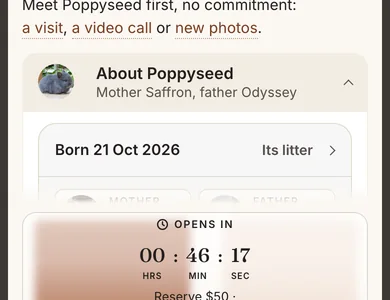 Meet Poppyseed first, no commitment:
a visit, a video call or new photos.
About Poppyseed
Mother Saffron, father Odyssey
Born 21 Oct 2026
Its litter
MOTHER
FATHER
OPENS IN
00 : 46 : 17
HRS MIN SEC
Reserve $50 ·